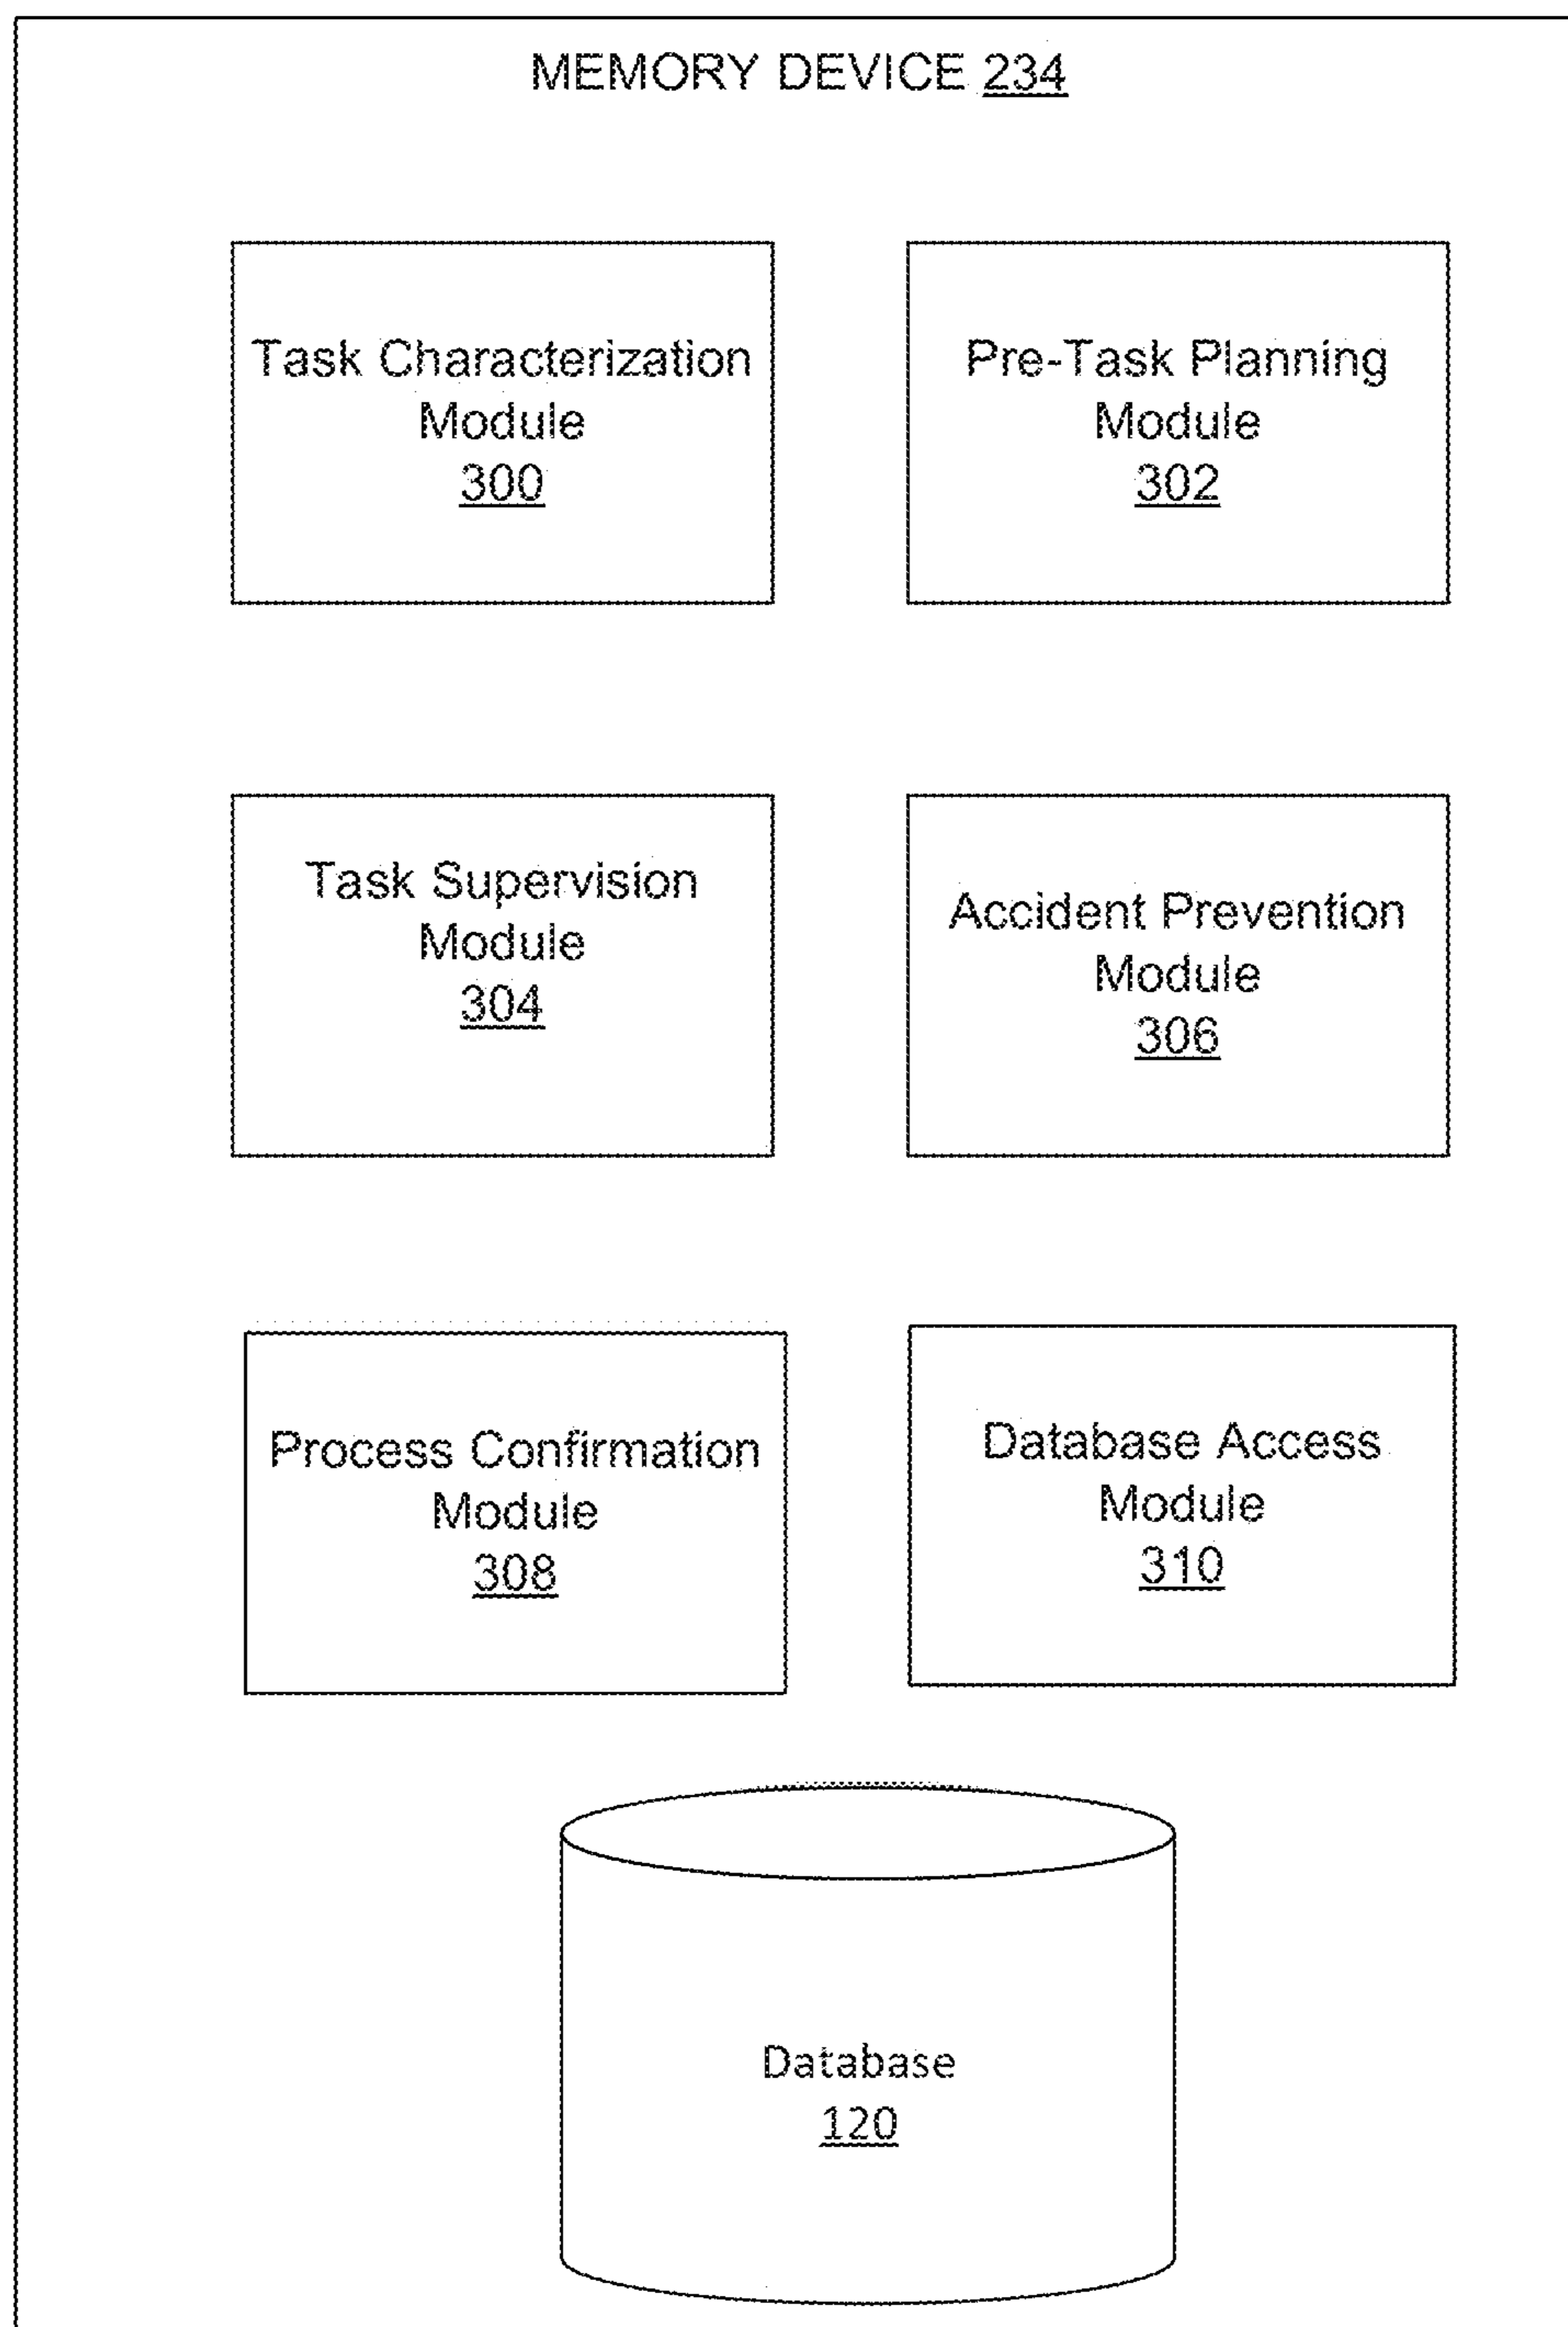 MEMORY DEVICE 234
Task Characterization
Module
300
Pre-Task Planning
Module
302
Task Supervision
Module
304
Accident Prevention
Module
306
Process Confirmation
Module
308
Database Access
Module
310
Database
120